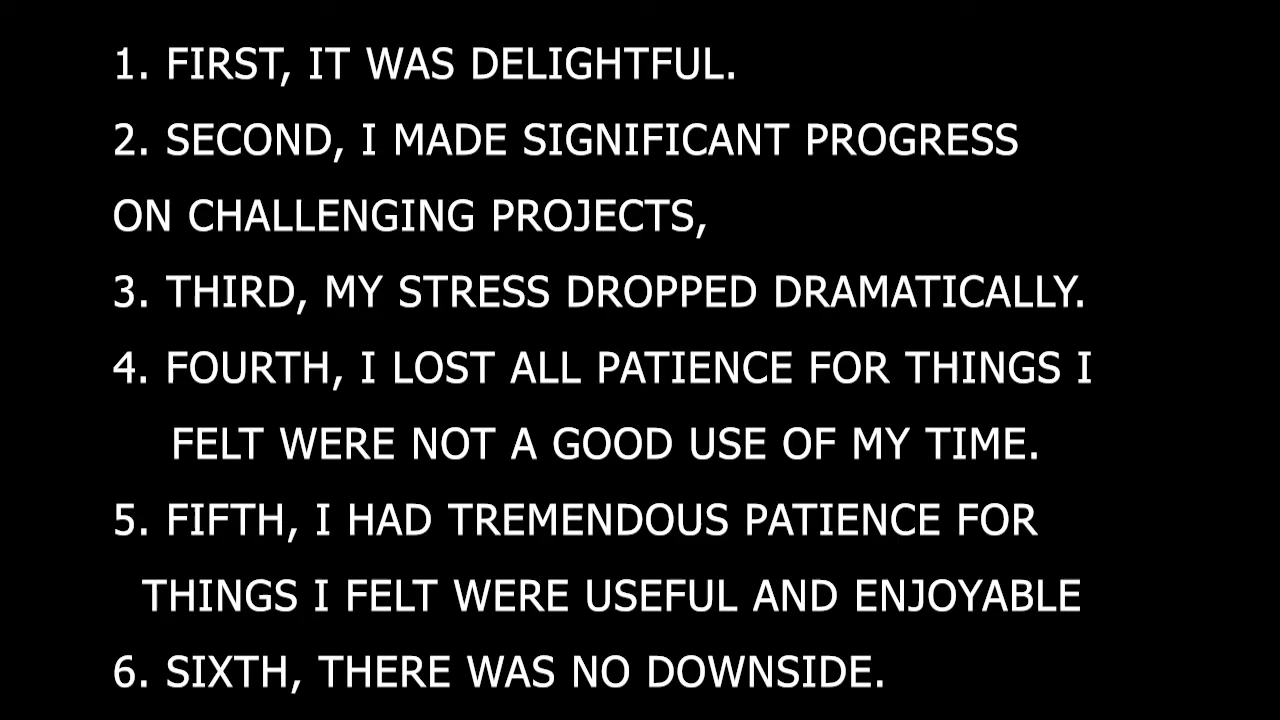 1. FIRST, IT WAS DELIGHTFUL.
2. SECOND, I MADE SIGNIFICANT PROGRESS
ON CHALLENGING PROJECTS,
3. THIRD, MY STRESS DROPPED DRAMATICALLY.
4. FOURTH, I LOST ALL PATIENCE FOR THINGS I
FELT WERE NOT A GOOD USE OF MY TIME.
5. FIFTH, I HAD TREMENDOUS PATIENCE FOR
THINGS I FELT WERE USEFUL AND ENJOYABLE
6. SIXTH, THERE WAS NO DOWNSIDE.